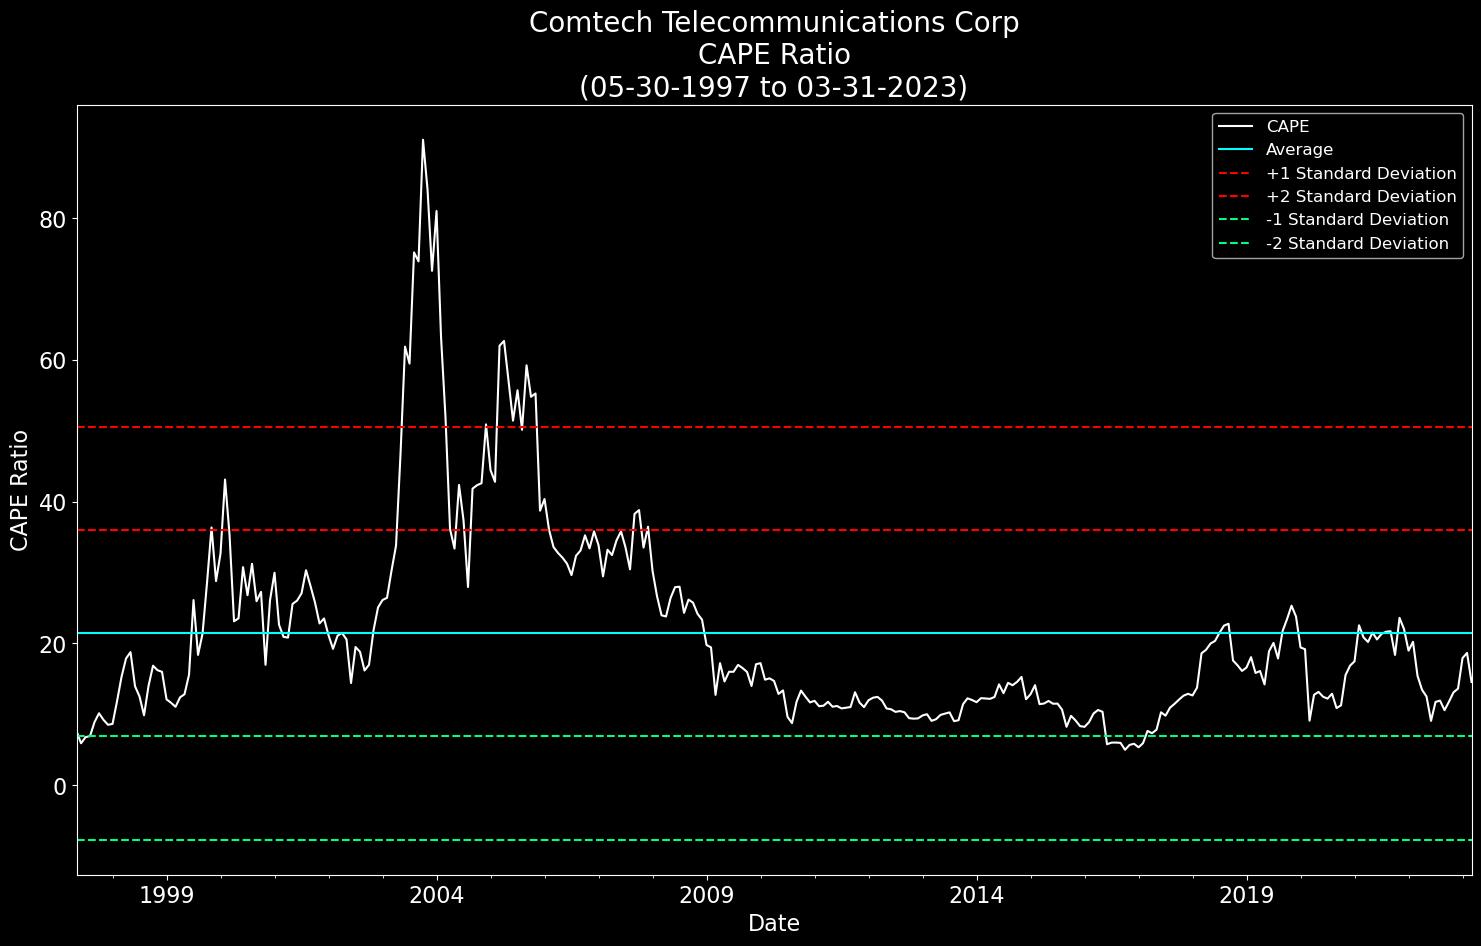 Comtech Telecommunications Corp
CAPE Ratio
(05-30-1997 to 03-31-2023)
CAPE
Average
+1 Standard Deviation
+2 Standard Deviation
-1 Standard Deviation
-2 Standard Deviation
80
60
40
20
0
CAPE Ratio
1999
2004
2009
2014
2019
Date